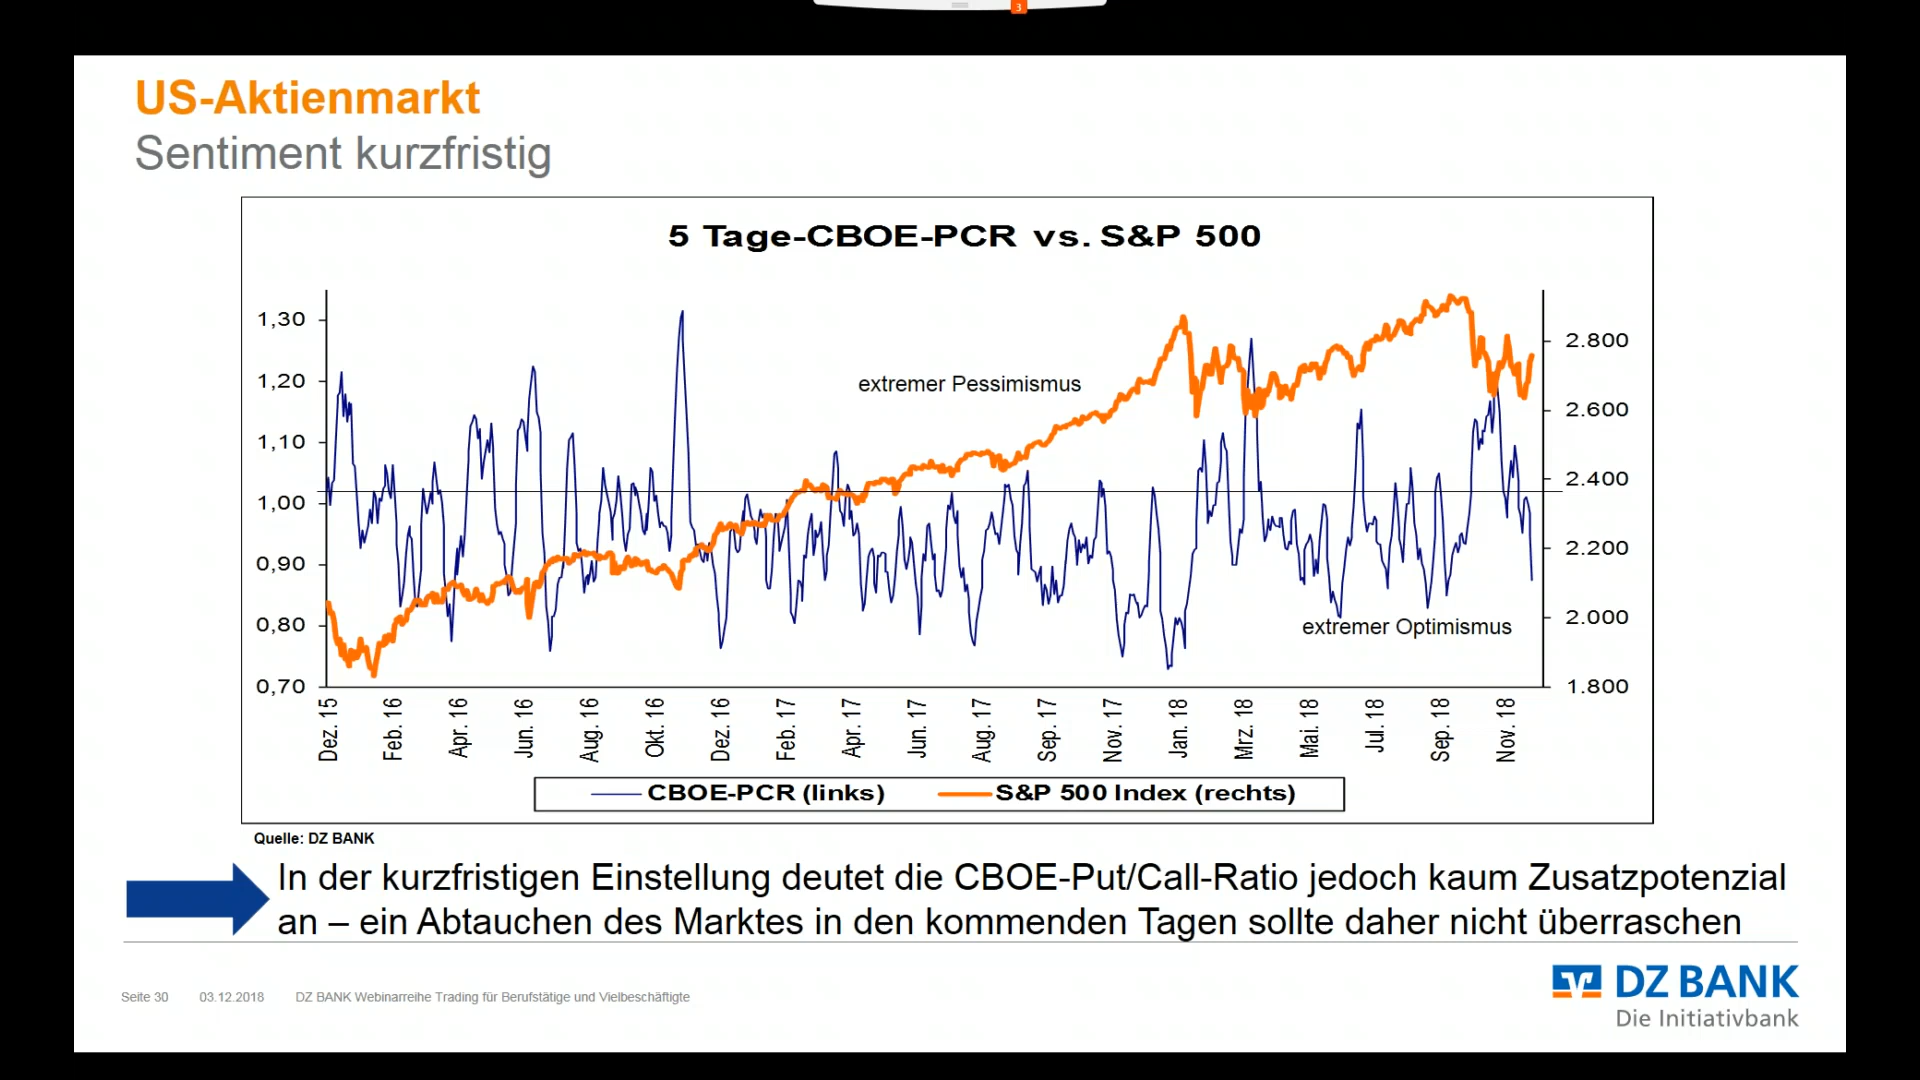 3
US-Aktienmarkt
Sentiment kurzfristig
5 Tage-CBOE-PCR vs. S&P 500
1,30
1,20
1,10
1,00
0,90
0,80
0,70
extremer Pessimismus
extremer Optimismus
2.800
2.600
2.400
2.200
2.000
1.800
Dez. 15
Feb. 16
Apr. 16
Jun. 16
Aug. 16
Okt. 16
Dez. 16
Feb. 17
Apr. 17
Jun. 17
Aug. 17
Sep. 17
Nov. 17
Jan. 18
Mrz. 18
Mai. 18
Jul. 18
Sep. 18
Nov. 18
CBOE-PCR (links) S&P 500 Index (rechts)
Quelle: DZ BANK
In der kurzfristigen Einstellung deutet die CBOE-Put/Call-Ratio jedoch kaum Zusatzpotenzial
an – ein Abtauchen des Marktes in den kommenden Tagen sollte daher nicht überraschen
Seite 30 03.12.2018 DZ BANK Webinarreihe Trading für Berufstätige und Vielbeschäftigte
DZ BANK
Die Initiativbank